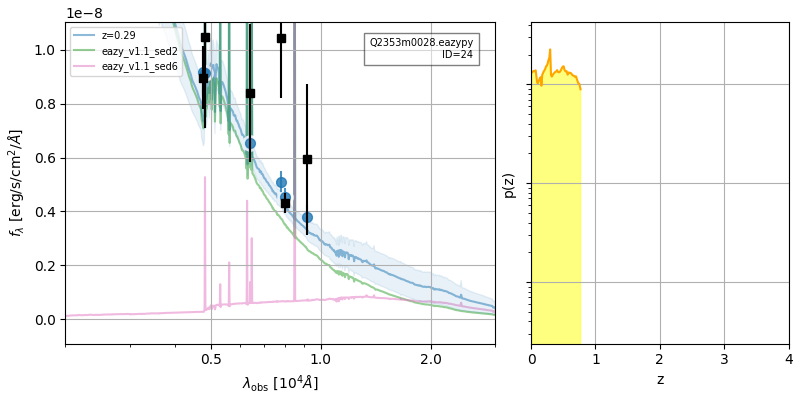 1e−8
z=0.29
eazy_v1.1_sed2
eazy_v1.1_sed6
Q2353m0028.eazypy
ID=24
1.0
0.8
0.6
0.4
0.2
0.0
f_λ [erg/s/cm²/Å]
0.5
1.0
2.0
λ_obs [10⁴Å]
p(z)
0
1
2
3
4
z